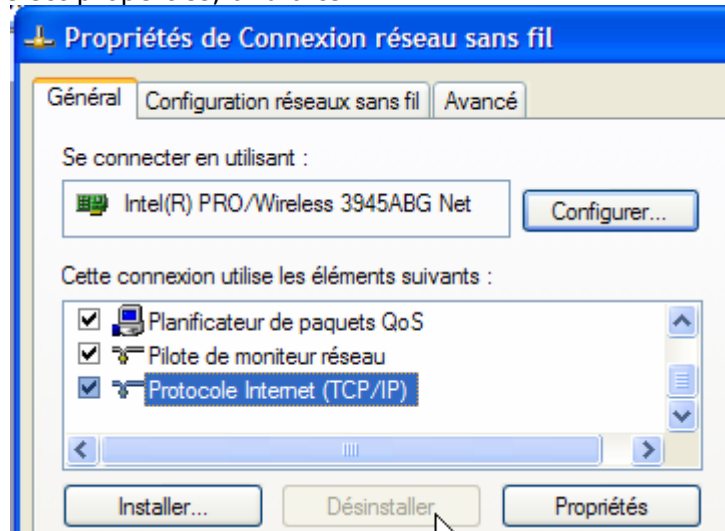 Propriétés de Connexion réseau sans fil
Général Configuration réseaux sans fil Avancé
Se connecter en utilisant :
Intel(R) PRO/Wireless 3945ABG Net Configurer...
Cette connexion utilise les éléments suivants :
Planificateur de paquets QoS
Pilote de moniteur réseau
Protocole Internet (TCP/IP)
Installer... Désinstaller Propriétés